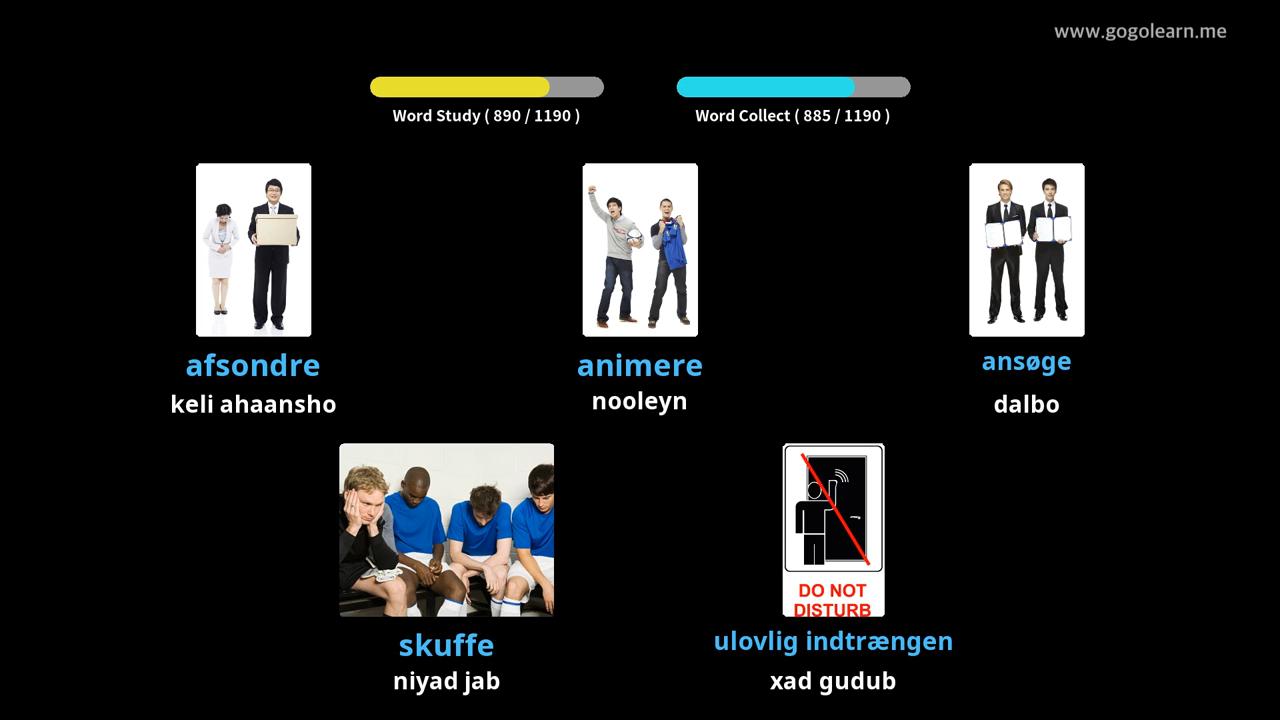 www.gogolearn.me
Word Study ( 890 / 1190 )
Word Collect ( 885 / 1190 )
afsondre
keli ahaansho
animere
nooleyn
ansøge
dalbo
skuffe
niyad jab
DO NOT
DISTURB
ulovlig indtrængen
xad gudub